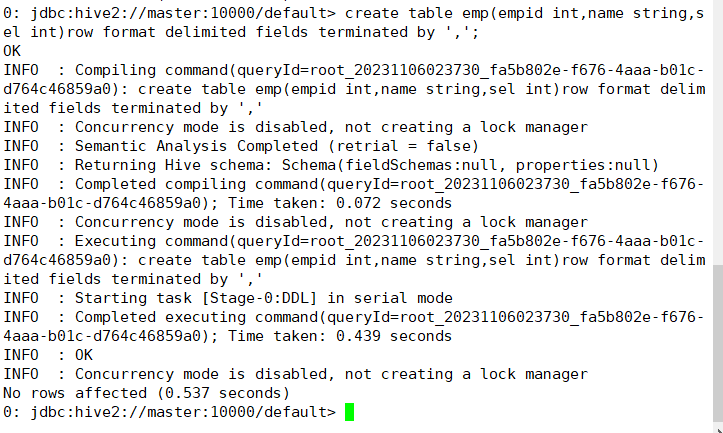 0: jdbc:hive2://master:10000/default> create table emp(empid int,name string,s
el int)row format delimited fields terminated by ',';
OK
INFO  : Compiling command(queryId=root_20231106023730_fa5b802e-f676-4aaa-b01c-
d764c46859a0): create table emp(empid int,name string,sel int)row format delim
ited fields terminated by ','
INFO  : Concurrency mode is disabled, not creating a lock manager
INFO  : Semantic Analysis Completed (retrial = false)
INFO  : Returning Hive schema: Schema(fieldSchemas:null, properties:null)
INFO  : Completed compiling command(queryId=root_20231106023730_fa5b802e-f676-
4aaa-b01c-d764c46859a0); Time taken: 0.072 seconds
INFO  : Concurrency mode is disabled, not creating a lock manager
INFO  : Executing command(queryId=root_20231106023730_fa5b802e-f676-4aaa-b01c-
d764c46859a0): create table emp(empid int,name string,sel int)row format delim
ited fields terminated by ','
INFO  : Starting task [Stage-0:DDL] in serial mode
INFO  : Completed executing command(queryId=root_20231106023730_fa5b802e-f676-
4aaa-b01c-d764c46859a0); Time taken: 0.439 seconds
INFO  : OK
INFO  : Concurrency mode is disabled, not creating a lock manager
No rows affected (0.537 seconds)
0: jdbc:hive2://master:10000/default>